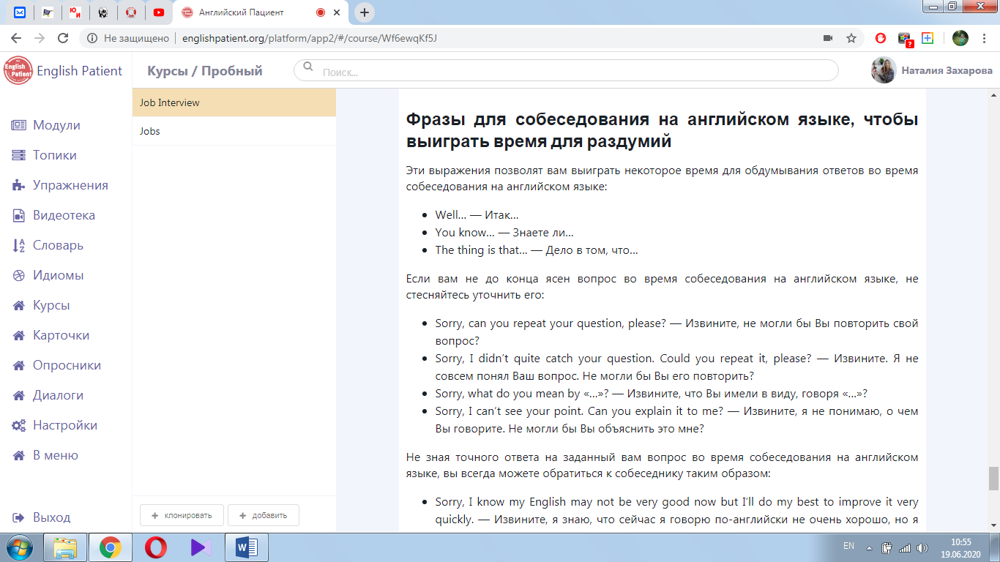 Английский Пациент
Не защищено
englishpatient.org/platform/app2/#/course/Wf6ewqKf5J
?
English Patient
English Patient
Курсы / Пробный
Поиск...
Наталия Захарова
Модули
Топики
Упражнения
Видеотека
Словарь
Идиомы
Курсы
Карточки
Опросники
Диалоги
Настройки
В меню
Выход
Job Interview
Jobs
+ клонировать
+ добавить
Фразы для собеседования на английском языке, чтобы
выиграть время для раздумий
Эти выражения позволят вам выиграть некоторое время для обдумывания ответов во время
собеседования на английском языке:
• Well… — Итак…
• You know… — Знаете ли…
• The thing is that… — Дело в том, что…
Если вам не до конца ясен вопрос во время собеседования на английском языке, не
стесняйтесь уточнить его:
• Sorry, can you repeat your question, please? — Извините, не могли бы Вы повторить свой
вопрос?
• Sorry, I didn’t quite catch your question. Could you repeat it, please? — Извините. Я не
совсем понял Ваш вопрос. Не могли бы Вы его повторить?
• Sorry, what do you mean by «…»? — Извините, что Вы имели в виду, говоря «…»?
• Sorry, I can’t see your point. Can you explain it to me? — Извините, я не понимаю, о чем
Вы говорите. Не могли бы Вы объяснить это мне?
Не зная точного ответа на заданный вам вопрос во время собеседования на английском
языке, вы всегда можете обратиться к собеседнику таким образом:
• Sorry, I know my English may not be very good now but I’ll do my best to improve it very
quickly. — Извините, я знаю, что сейчас я говорю по-английски не очень хорошо, но я
EN
10:55
19.06.2020